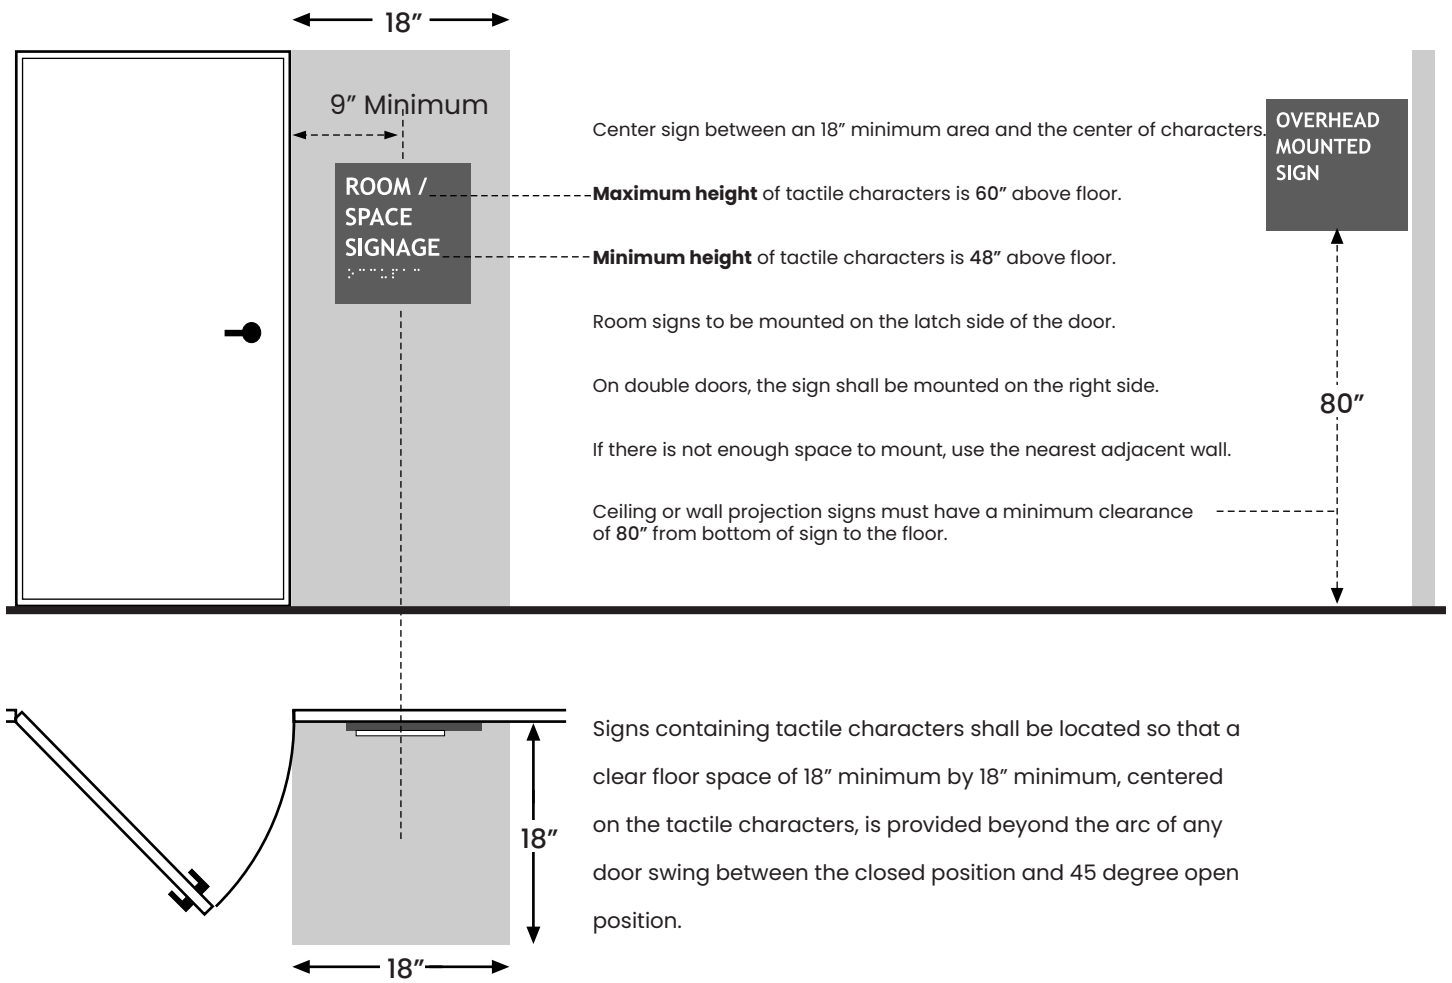 18”
9” Minimum
ROOM /
SPACE
SIGNAGE
Center sign between an 18” minimum area and the center of characters.
Maximum height of tactile characters is 60” above floor.
Minimum height of tactile characters is 48” above floor.
Room signs to be mounted on the latch side of the door.
On double doors, the sign shall be mounted on the right side.
If there is not enough space to mount, use the nearest adjacent wall.
Ceiling or wall projection signs must have a minimum clearance
of 80” from bottom of sign to the floor.
OVERHEAD
MOUNTED
SIGN
80”
18”
18”
Signs containing tactile characters shall be located so that a
clear floor space of 18” minimum by 18” minimum, centered
on the tactile characters, is provided beyond the arc of any
door swing between the closed position and 45 degree open
position.